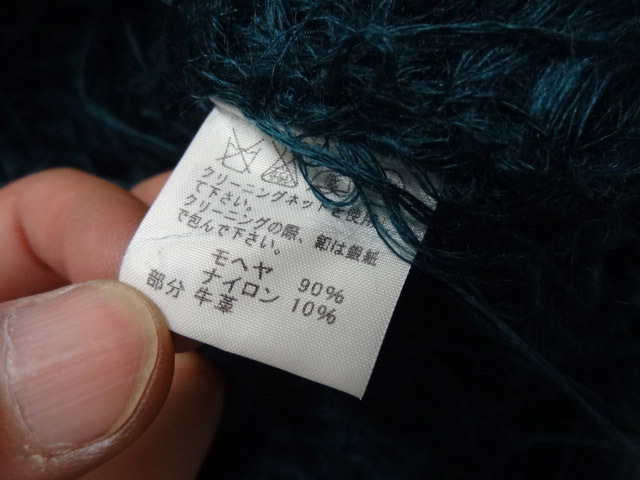 クリーニングネットを使用
て下さい。
クリーニングの際、釦は銀紙
で包んで下さい。
モヘヤ 90%
ナイロン 10%
部分 牛革